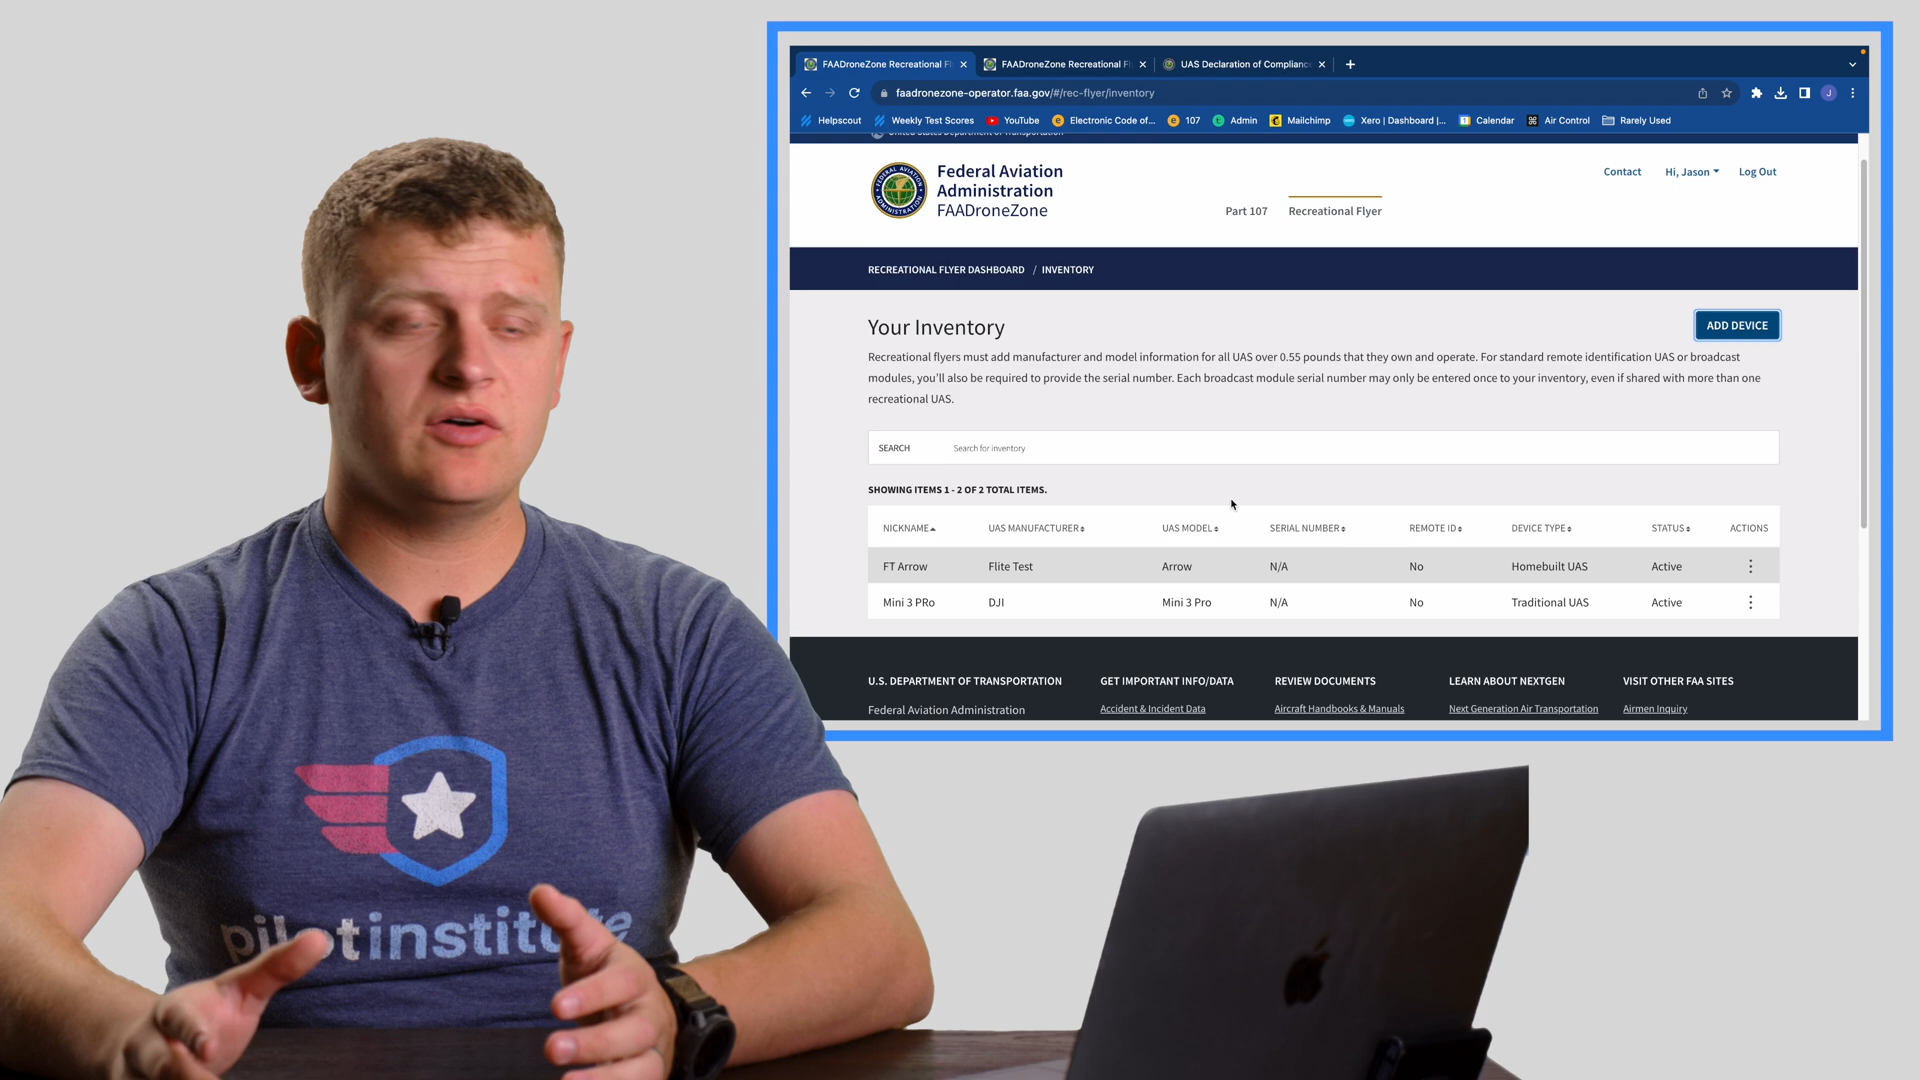 FAADroneZone Recreational Fl
FAADroneZone Recreational F
UAS Declaration of Compliance
faadronezone-operator.faa.gov/#/rec-flyer/inventory
Helpscout
Weekly Test Scores
YouTube
Electronic Code of...
107
Admin
Mailchimp
Xero | Dashboard |...
Calendar
Air Control
Rarely Used
United States Department of Transportation
Federal Aviation
Administration
FAADroneZone
Part 107
Recreational Flyer
Contact
Hi, Jason
Log Out
RECREATIONAL FLYER DASHBOARD / INVENTORY
Your Inventory
ADD DEVICE
Recreational flyers must add manufacturer and model information for all UAS over 0.55 pounds that they own and operate. For standard remote identification UAS or broadcast
modules, you'll also be required to provide the serial number. Each broadcast module serial number may only be entered once to your inventory, even if shared with more than one
recreational UAS.
SEARCH Search for inventory
SHOWING ITEMS 1 - 2 OF 2 TOTAL ITEMS.
NICKNAME UAS MANUFACTURER UAS MODEL SERIAL NUMBER REMOTE ID DEVICE TYPE STATUS ACTIONS
FT Arrow Flite Test Arrow N/A No Homebuilt UAS Active
Mini 3 PRo DJI Mini 3 Pro N/A No Traditional UAS Active
U.S. DEPARTMENT OF TRANSPORTATION
Federal Aviation Administration
GET IMPORTANT INFO/DATA
Accident & Incident Data
REVIEW DOCUMENTS
Aircraft Handbooks & Manuals
LEARN ABOUT NEXTGEN
Next Generation Air Transportation
VISIT OTHER FAA SITES
Airmen Inquiry
pilotinstitute